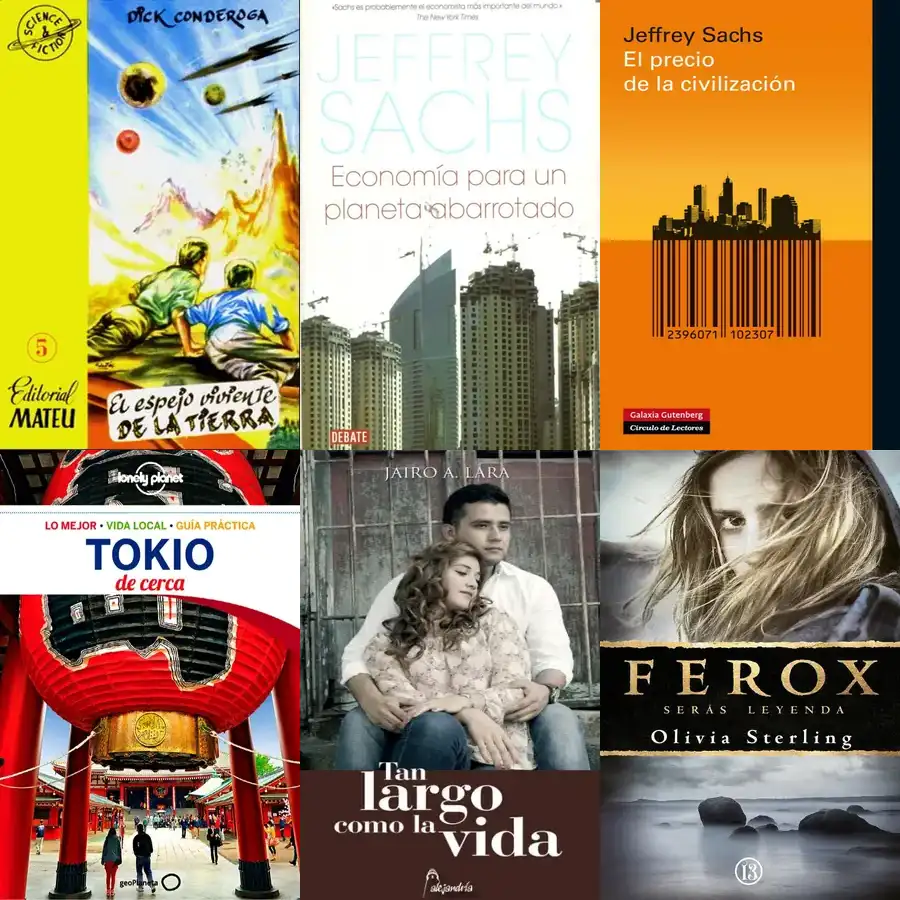 SCIENCE & FICTION
DICK CONDEROGA
5
Editorial
MATEU
El espejo viviente
DE LA TIERRA
«Sachs es probablemente el economista más importante del mundo.»
The New York Times
JEFFREY
SACHS
Economía para un
planeta abarrotado
DEBATE
Jeffrey Sachs
El precio
de la civilización
2396071 102307
Galaxia Gutenberg
Círculo de Lectores
lonely planet
LO MEJOR • VIDA LOCAL • GUÍA PRÁCTICA
TOKIO
de cerca
geoPlaneta
JAIRO A. LARA
Tan
largo
como la
vida
alejandría
FEROX
SERÁS LEYENDA
Olivia Sterling
13